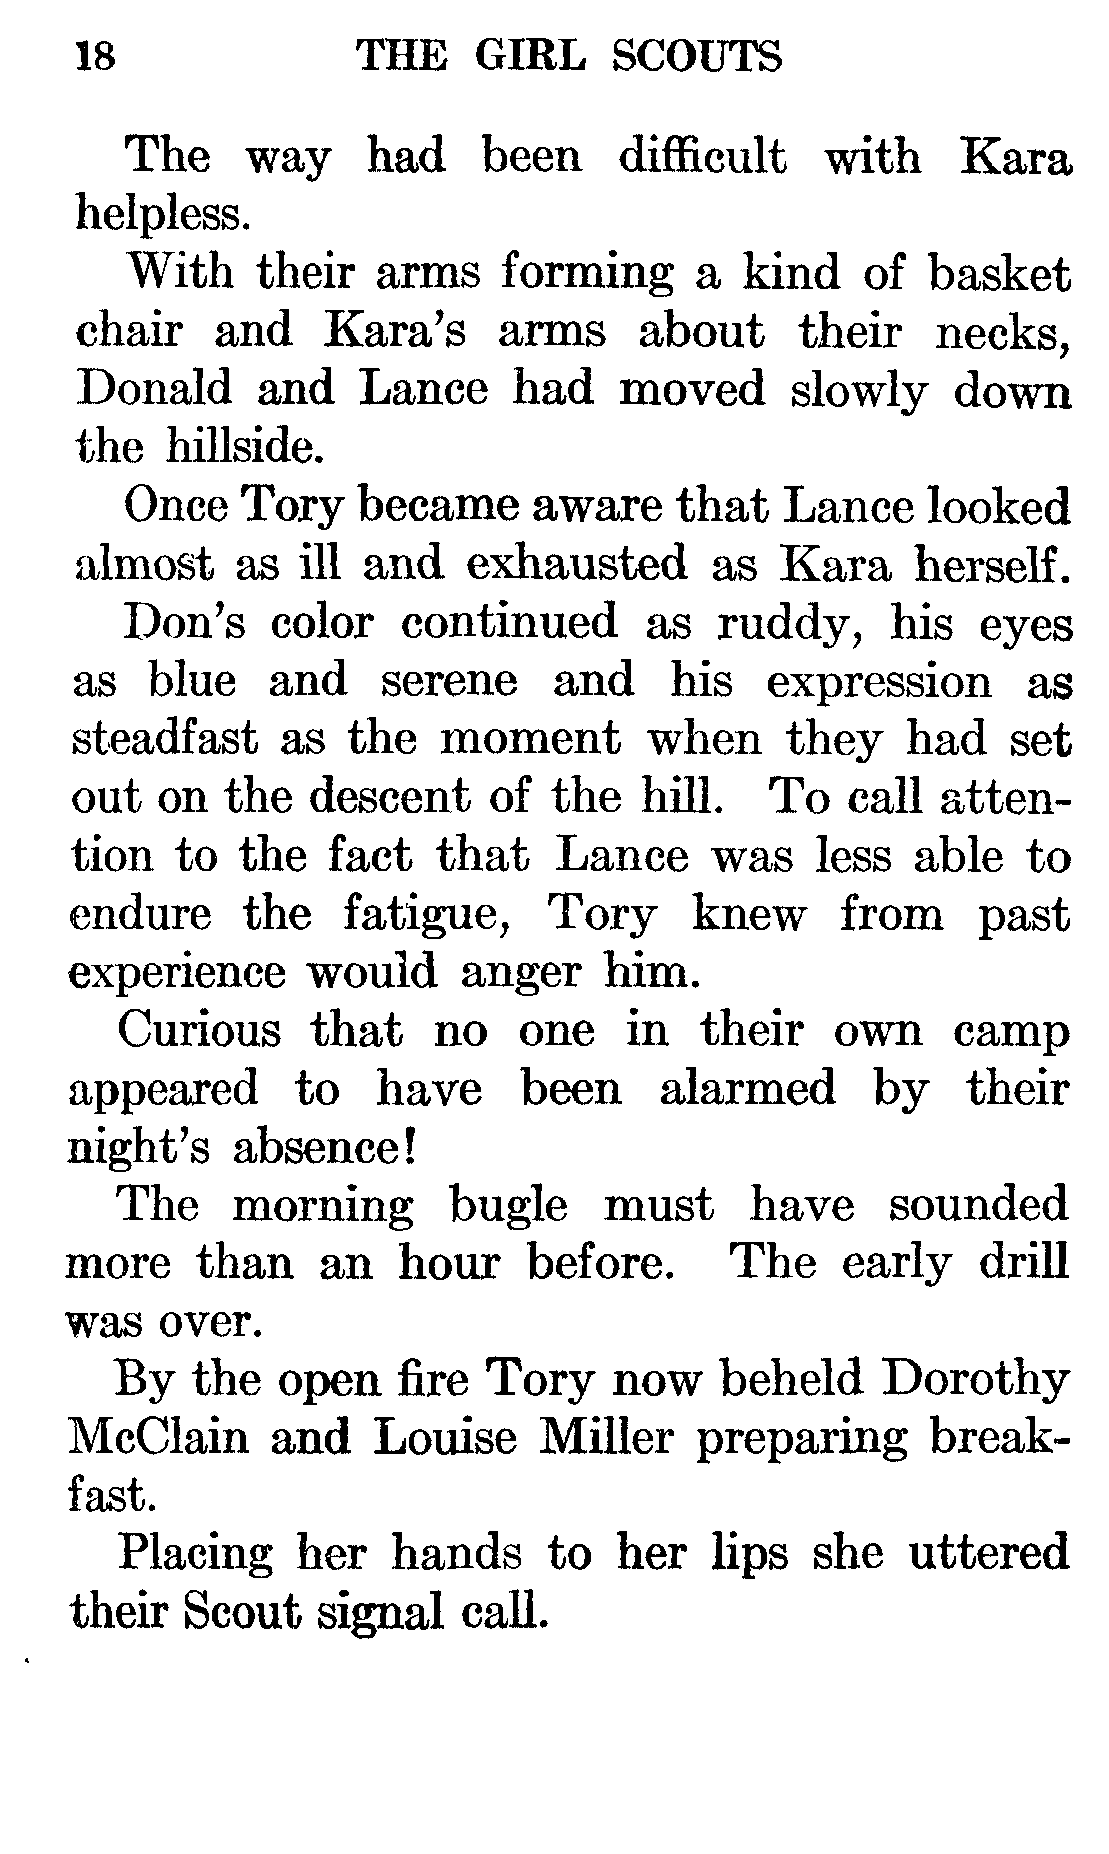 18 THE GIRL SCOUTS
The way had been difficult with Kara
helpless.
With their arms forming a kind of basket
chair and Kara's arms about their necks,
Donald and Lance had moved slowly down
the hillside.
Once Tory became aware that Lance looked
almost as ill and exhausted as Kara herself.
Don's color continued as ruddy, his eyes
as blue and serene and his expression as
steadfast as the moment when they had set
out on the descent of the hill. To call atten-
tion to the fact that Lance was less able to
endure the fatigue, Tory knew from past
experience would anger him.
Curious that no one in their own camp
appeared to have been alarmed by their
night's absence!
The morning bugle must have sounded
more than an hour before. The early drill
was over.
By the open fire Tory now beheld Dorothy
McClain and Louise Miller preparing break-
fast.
Placing her hands to her lips she uttered
their Scout signal call.